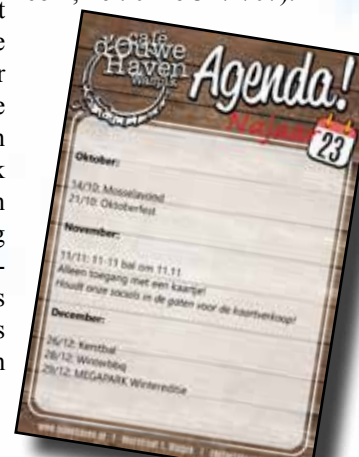 café
d'Ouwe
Haven
Agenda!
Najaar
23
Oktober:
14/10: Mosselavond
21/10: Oktoberfest
November:
11/11: 11-11 bal om 11.11
Alleen toegang met een kaartje!
Houdt onze socials in de gaten voor de kaartverkoop!
December:
26/12: Kerstbal
28/12: Winterbbq
29/12: MEGAPARK Wintereditie